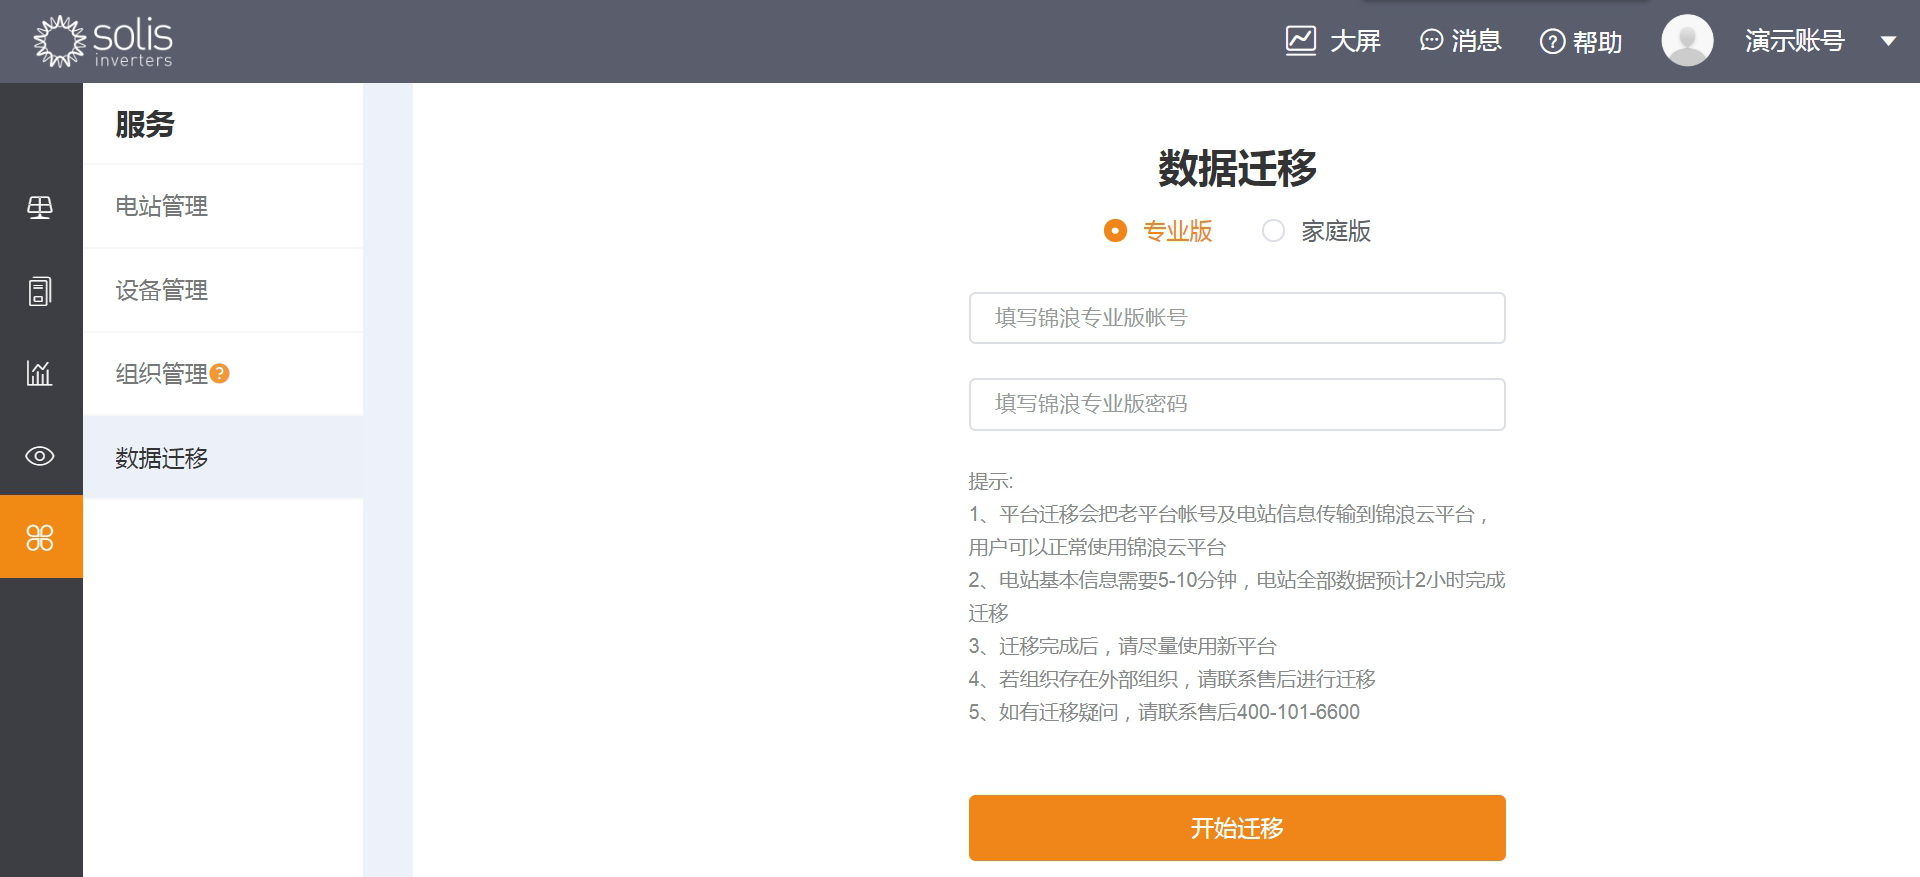 solis
inverters
大屏
消息
帮助
演示账号
服务
电站管理
设备管理
组织管理?
数据迁移
数据迁移
专业版
家庭版
填写锦浪专业版帐号
填写锦浪专业版密码
提示:
1、平台迁移会把老平台帐号及电站信息传输到锦浪云平台，
用户可以正常使用锦浪云平台
2、电站基本信息需要5-10分钟，电站全部数据预计2小时完成
迁移
3、迁移完成后，请尽量使用新平台
4、若组织存在外部组织，请联系售后进行迁移
5、如有迁移疑问，请联系售后400-101-6600
开始迁移